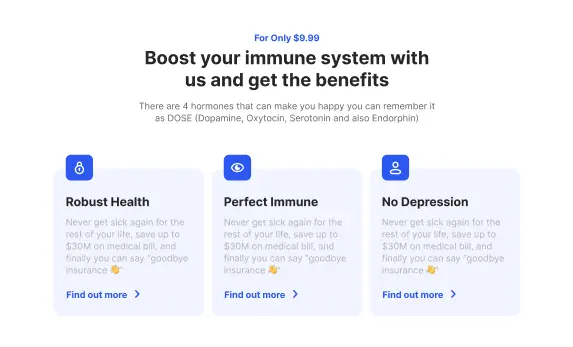 For Only $9.99
Boost your immune system with
us and get the benefits
There are 4 hormones that can make you happy you can remember it
as DOSE (Dopamine, Oxytocin, Serotonin and also Endorphin)
Robust Health
Never get sick again for the
rest of your life, save up to
$30M on medical bill, and
finally you can say “goodbye
insurance 👋”
Find out more
Perfect Immune
Never get sick again for the
rest of your life, save up to
$30M on medical bill, and
finally you can say “goodbye
insurance 👋”
Find out more
No Depression
Never get sick again for the
rest of your life, save up to
$30M on medical bill, and
finally you can say “goodbye
insurance 👋”
Find out more